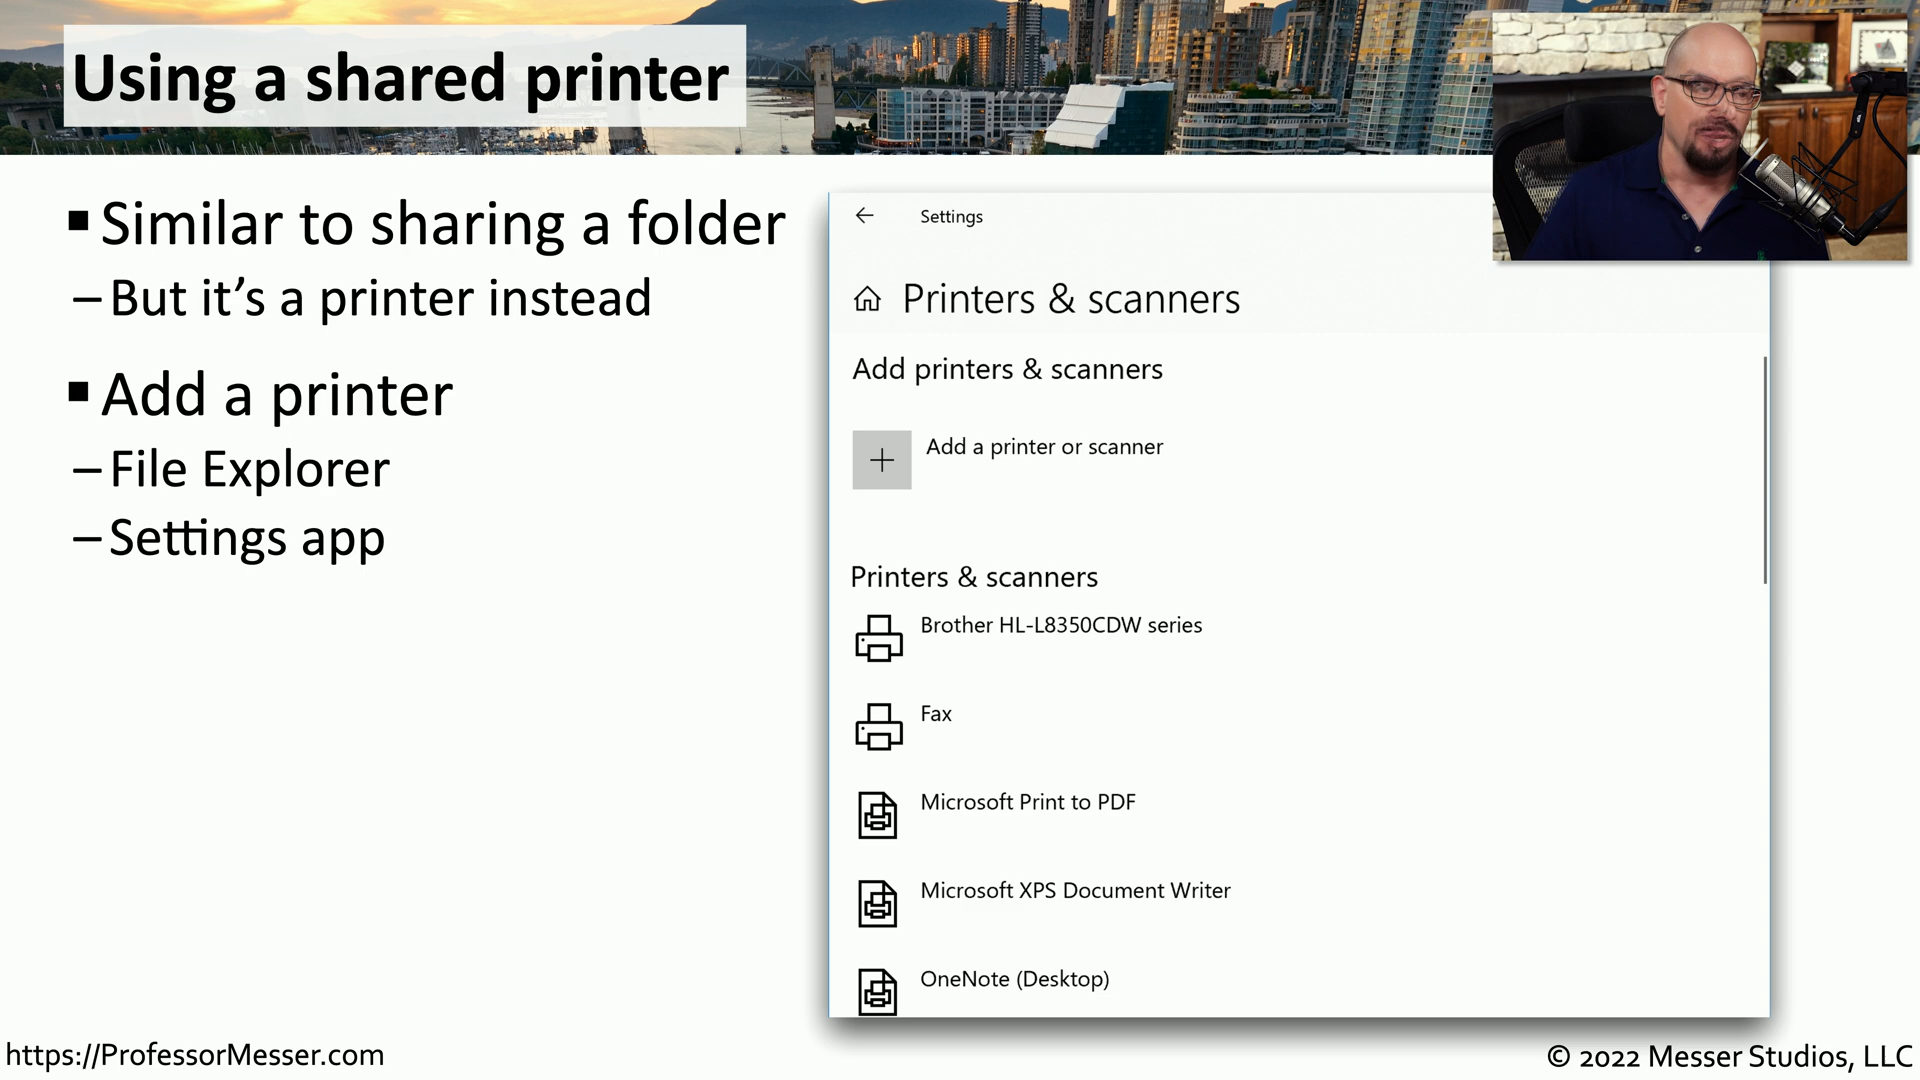 Using a shared printer
▪ Similar to sharing a folder
– But it's a printer instead
▪ Add a printer
– File Explorer
– Settings app
← Settings
Printers & scanners
Add printers & scanners
+ Add a printer or scanner
Printers & scanners
Brother HL-L8350CDW series
Fax
Microsoft Print to PDF
Microsoft XPS Document Writer
OneNote (Desktop)
https://ProfessorMesser.com
© 2022 Messer Studios, LLC